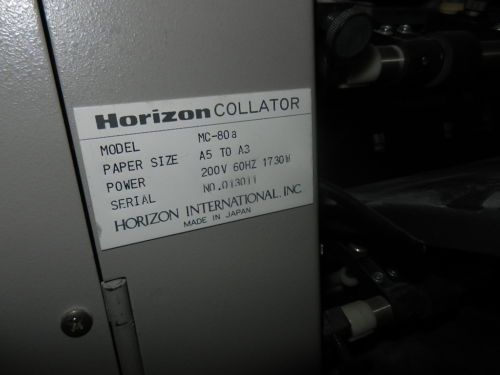 Horizon COLLATOR
MODEL MC-80a
PAPER SIZE A5 TO A3
POWER 200V 60HZ 1730W
SERIAL NO.013011
HORIZON INTERNATIONAL, INC
MADE IN JAPAN